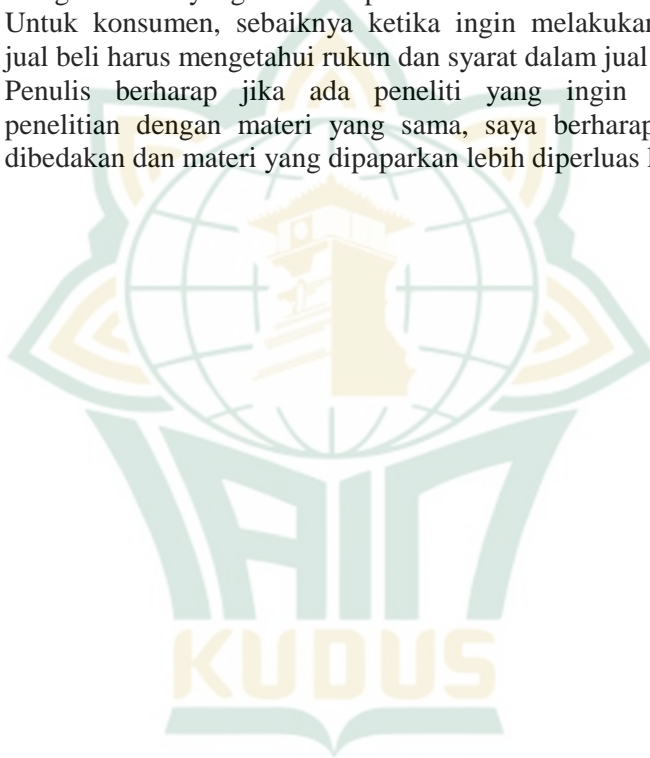 Untuk konsumen, sebaiknya ketika ingin melakukan
jual beli harus mengetahui rukun dan syarat dalam jual
Penulis berharap jika ada peneliti yang ingin
penelitian dengan materi yang sama, saya berharap
dibedakan dan materi yang dipaparkan lebih diperluas
IAIN
KUDUS